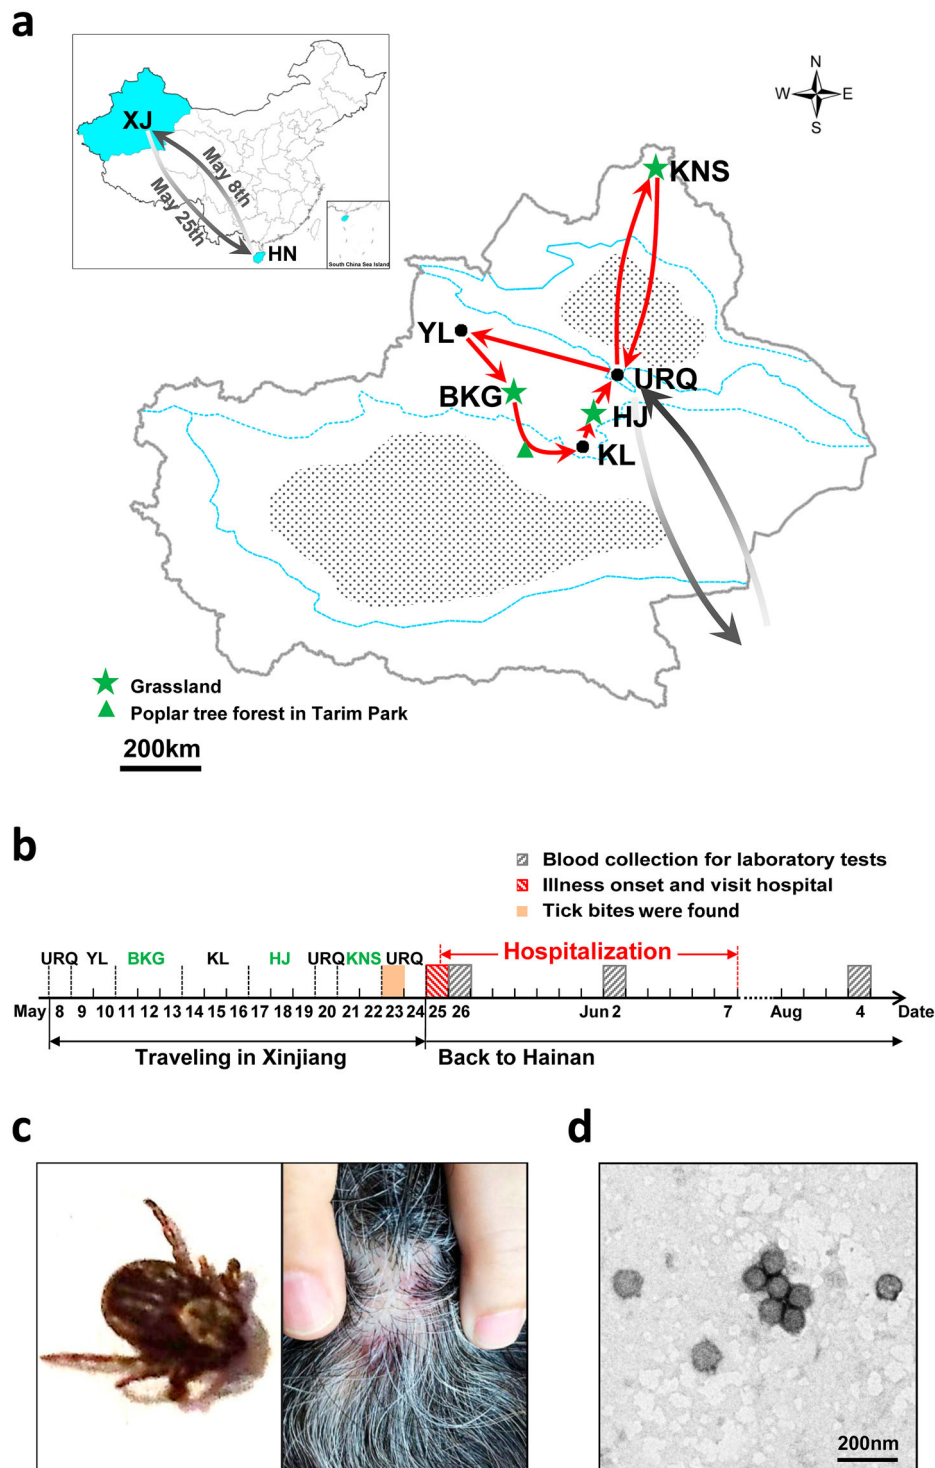 a
XJ
May 8th
May 25th
HN
South China Sea Island
N
W E
S
KNS
YL
URQ
BKG
HJ
KL
Grassland
Poplar tree forest in Tarim Park
200km
b
Blood collection for laboratory tests
Illness onset and visit hospital
Tick bites were found
Hospitalization
URQ YL BKG KL HJ URQ KNS URQ
May 8 9 10 11 12 13 14 15 16 17 18 19 20 21 22 23 24 25 26 Jun 2 7 Aug 4 Date
Traveling in Xinjiang Back to Hainan
c
d
200nm